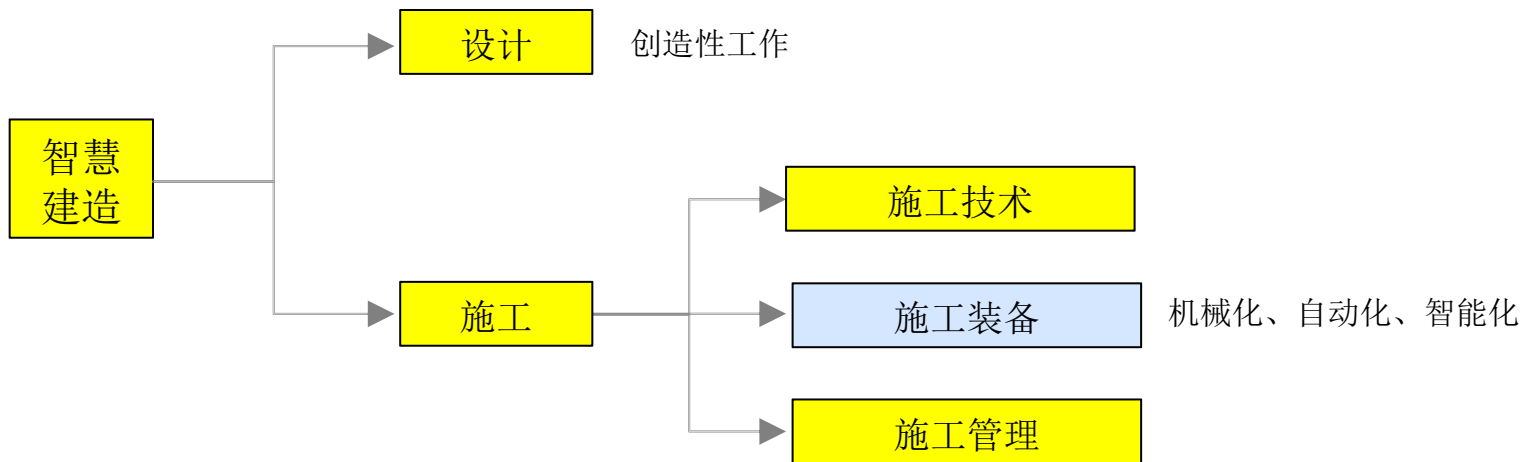 设计
创造性工作
智慧
建造
施工技术
施工
施工装备
机械化、自动化、智能化
施工管理